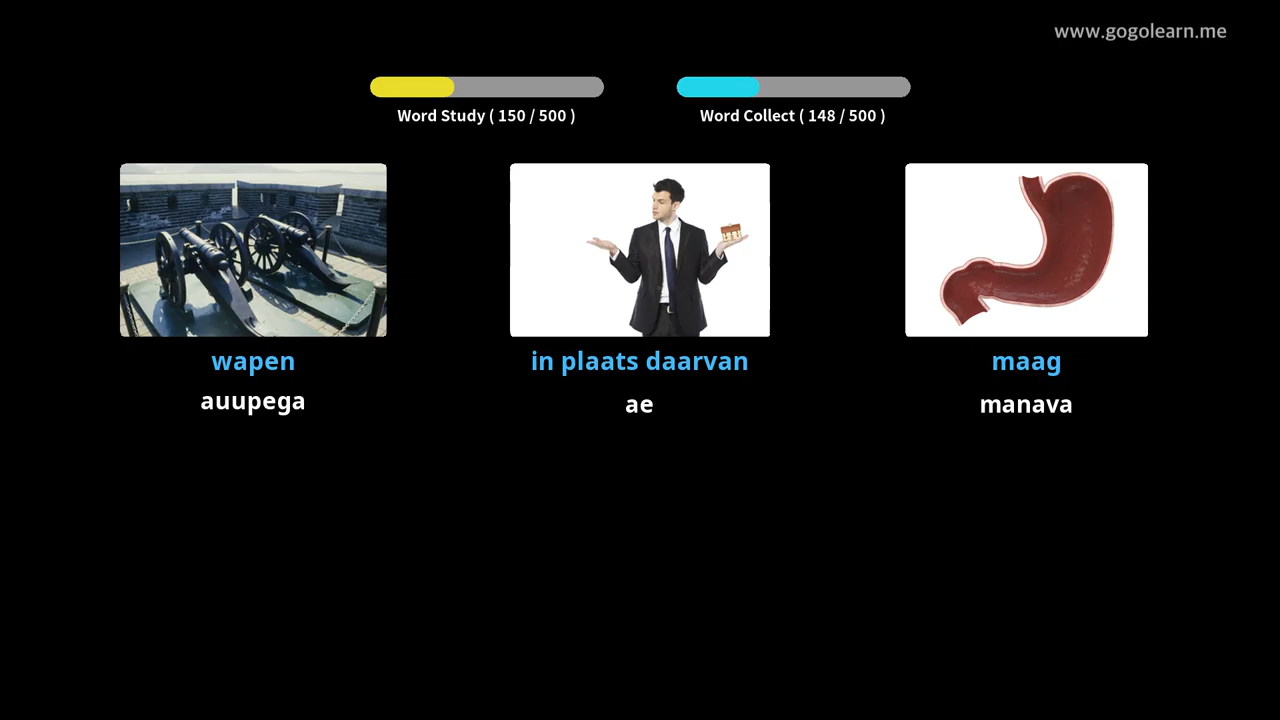 www.gogolearn.me
Word Study ( 150 / 500 )
Word Collect ( 148 / 500 )
wapen
in plaats daarvan
maag
auupega
ae
manava